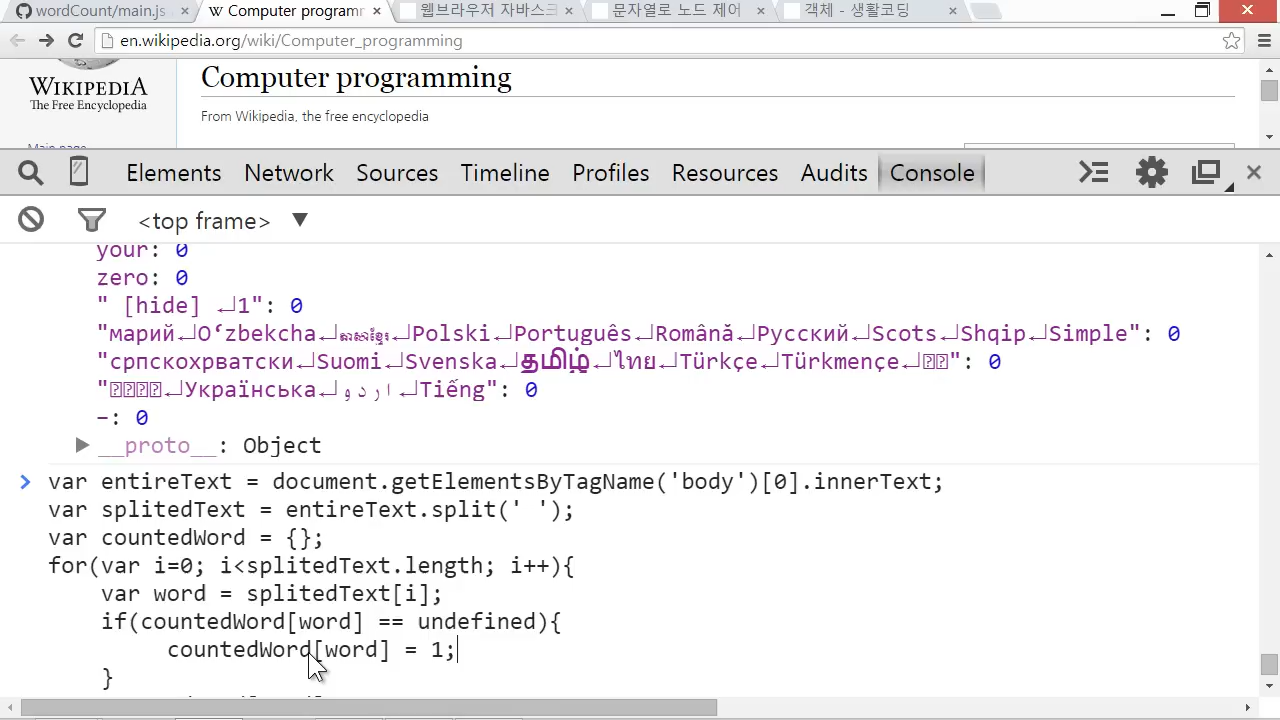 wordCount/main.js
Computer programm
웹브라우저 자바스크
문자열로 노드 제어
객체 - 생활코딩
en.wikipedia.org/wiki/Computer_programming
WIKIPEDIA
The Free Encyclopedia
Main page
Computer programming
From Wikipedia, the free encyclopedia
Elements Network Sources Timeline Profiles Resources Audits Console
<top frame> ▼
your: 0
zero: 0
" [hide] ↵1": 0
"марий↵Oʻzbekcha↵ភាសាខ្មែរ↵Polski↵Português↵Română↵Русский↵Scots↵Shqip↵Simple": 0
"српскохрватски↵Suomi↵Svenska↵தமிழ்↵ไทย↵Türkçe↵Türkmençe↵": 0
"↵Українська↵اردو↵Tiếng": 0
–: 0
▶ __proto__: Object
> var entireText = document.getElementsByTagName('body')[0].innerText;
var splitedText = entireText.split(' ');
var countedWord = {};
for(var i=0; i<splitedText.length; i++){
var word = splitedText[i];
if(countedWord[word] == undefined){
countedWord[word] = 1;
}